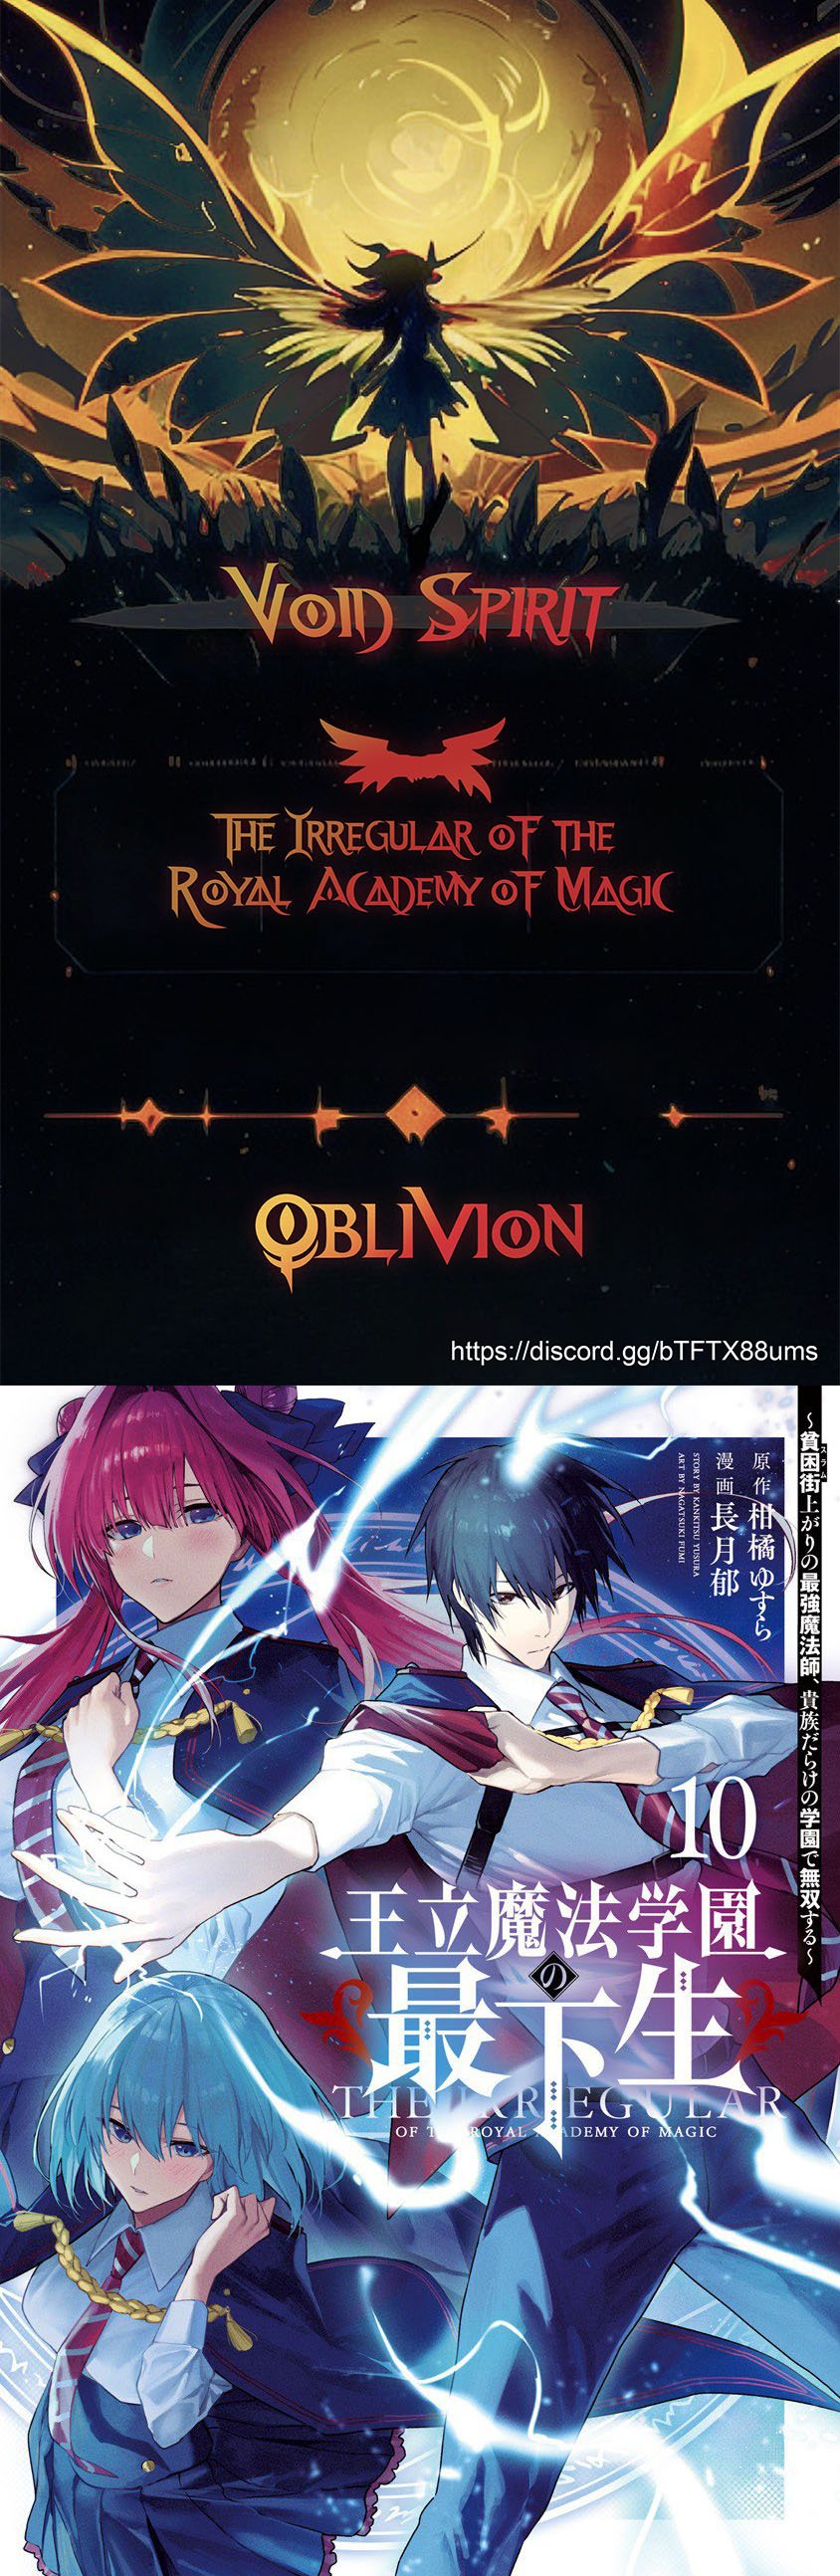 VOID SPIRIT
THE IRREGULAR OF THE
ROYAL ACADEMY OF MAGIC
OBLIVION
https://discord.gg/bTFTX88ums
～貧困街上がりの最強魔法師、貴族だらけの学園で無双する～
スラム
原作 柑橘ゆすら
漫画 長月郁
STORY BY KANKITSU YUSURA
ART BY NAGATSUKI FUMI
10
王立魔法学園
の
最下生
THE IRREGULAR
OF THE ROYAL ACADEMY OF MAGIC